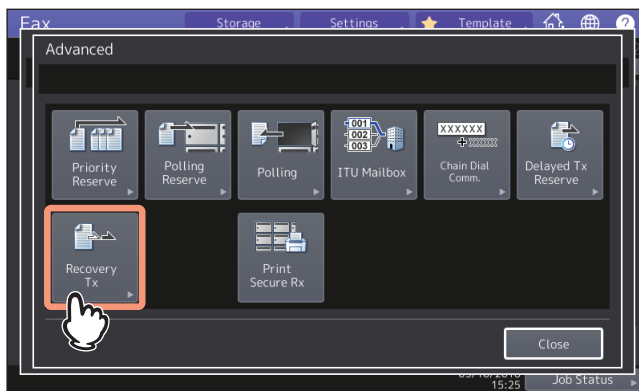 Fax
Storage
Settings
Template
?
Advanced
Priority
Reserve
Polling
Reserve
Polling
001
002
003
ITU Mailbox
XXXXXX
+XXXXXX
Chain Dial
Comm.
Delayed Tx
Reserve
Recovery
Tx
Print
Secure Rx
Close
15:25
Job Status